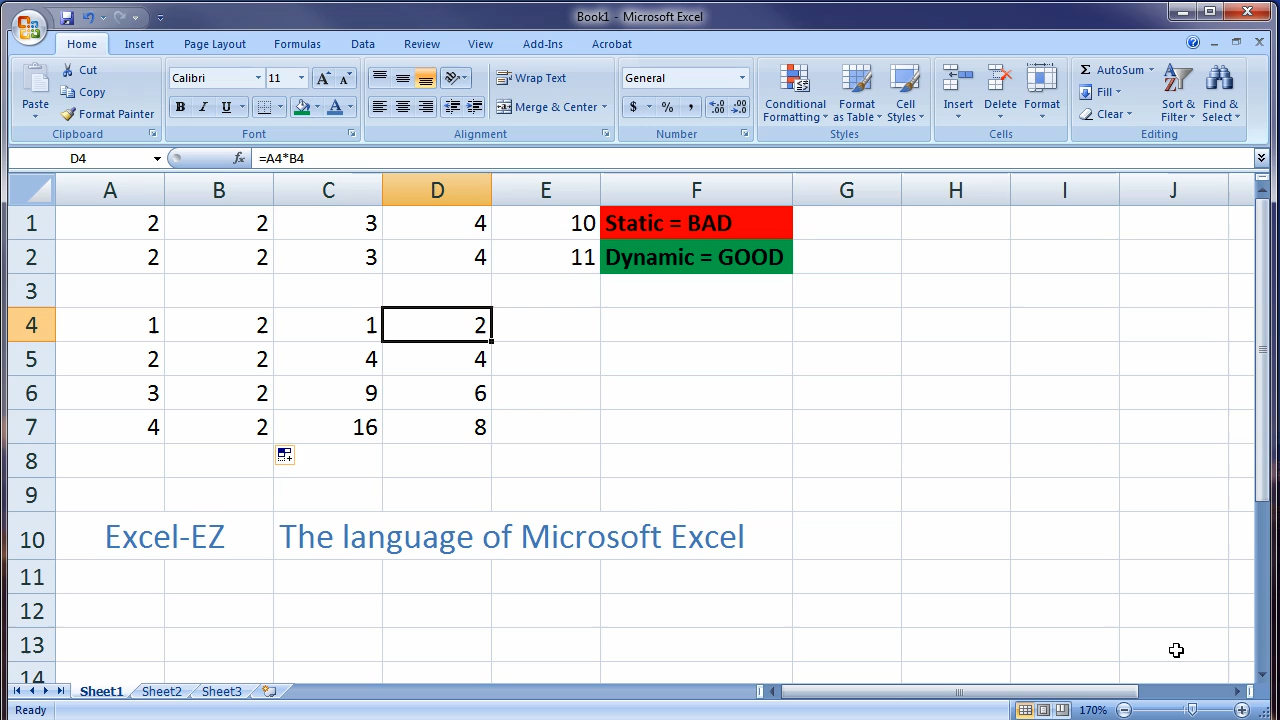 Book1 - Microsoft Excel
Home Insert Page Layout Formulas Data Review View Add-Ins Acrobat
Paste
Cut
Copy
Format Painter
Clipboard
Calibri 11
A A
B I U A
Font
Wrap Text
Merge & Center
Alignment
General
$ % ,
Number
Conditional Formatting
Format as Table
Cell Styles
Styles
Insert Delete Format
Cells
Σ AutoSum
Fill
Clear
Sort & Filter
Find & Select
Editing
D4 fx =A4*B4
A B C D E F G H I J
1 2 2 3 4 10 Static = BAD
2 2 2 3 4 11 Dynamic = GOOD
3
4 1 2 1 2
5 2 2 4 4
6 3 2 9 6
7 4 2 16 8
8
9
10 Excel-EZ The language of Microsoft Excel
11
12
13
14
Sheet1 Sheet2 Sheet3
Ready 170%